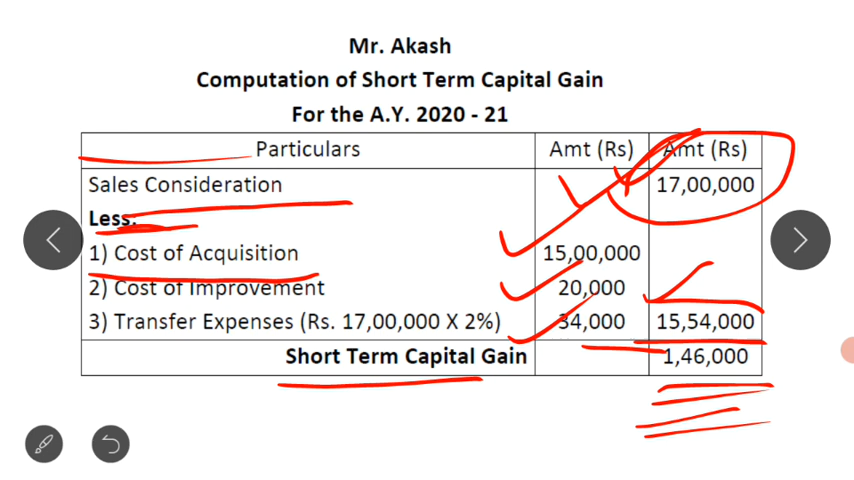 Mr. Akash
Computation of Short Term Capital Gain
For the A.Y. 2020 - 21
Particulars Amt (Rs) Amt (Rs)
Sales Consideration 17,00,000
Less:
1) Cost of Acquisition 15,00,000
2) Cost of Improvement 20,000
3) Transfer Expenses (Rs. 17,00,000 X 2%) 34,000 15,54,000
Short Term Capital Gain 1,46,000